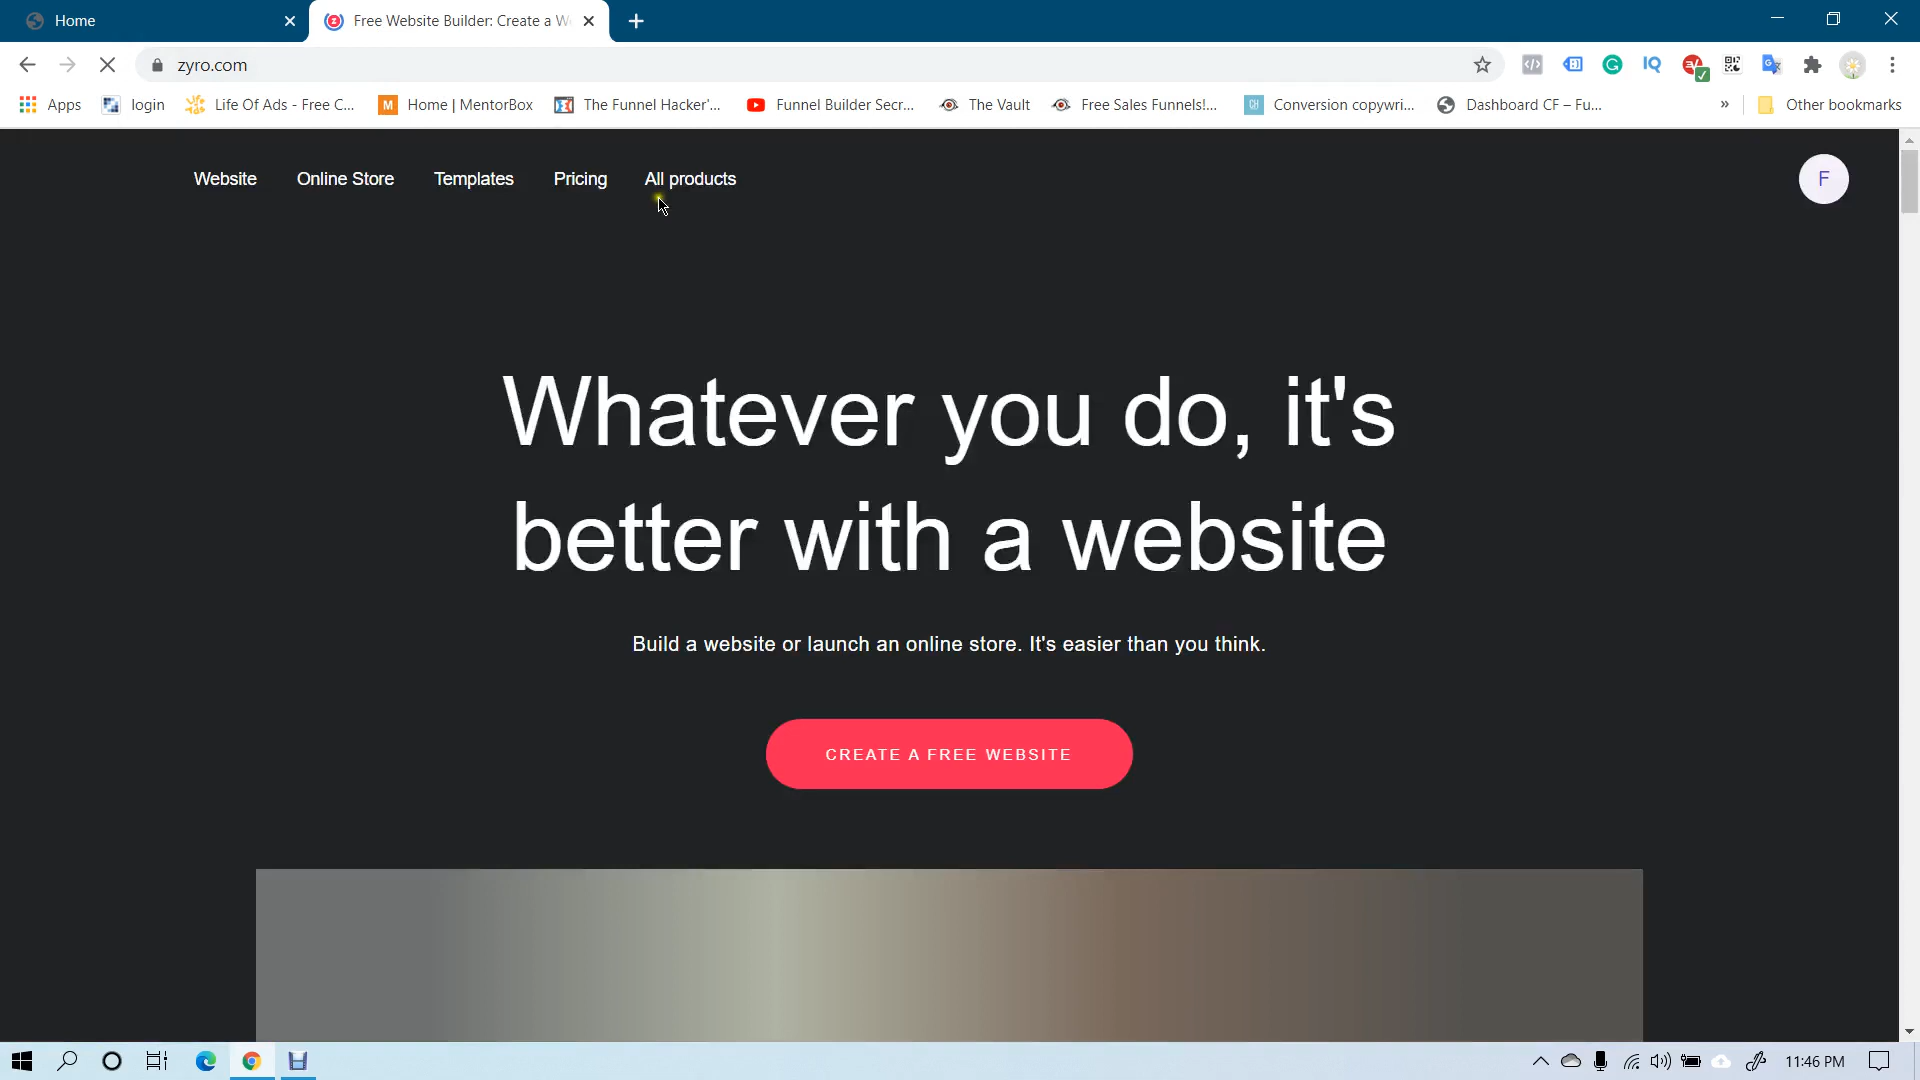 Home
Free Website Builder: Create a W
zyro.com
Apps
login
Life Of Ads - Free C...
Home | MentorBox
The Funnel Hacker'...
Funnel Builder Secr...
The Vault
Free Sales Funnels!...
Conversion copywri...
Dashboard CF – Fu...
»
Other bookmarks
Website
Online Store
Templates
Pricing
All products
F
Whatever you do, it's
better with a website
Build a website or launch an online store. It's easier than you think.
CREATE A FREE WEBSITE
11:46 PM